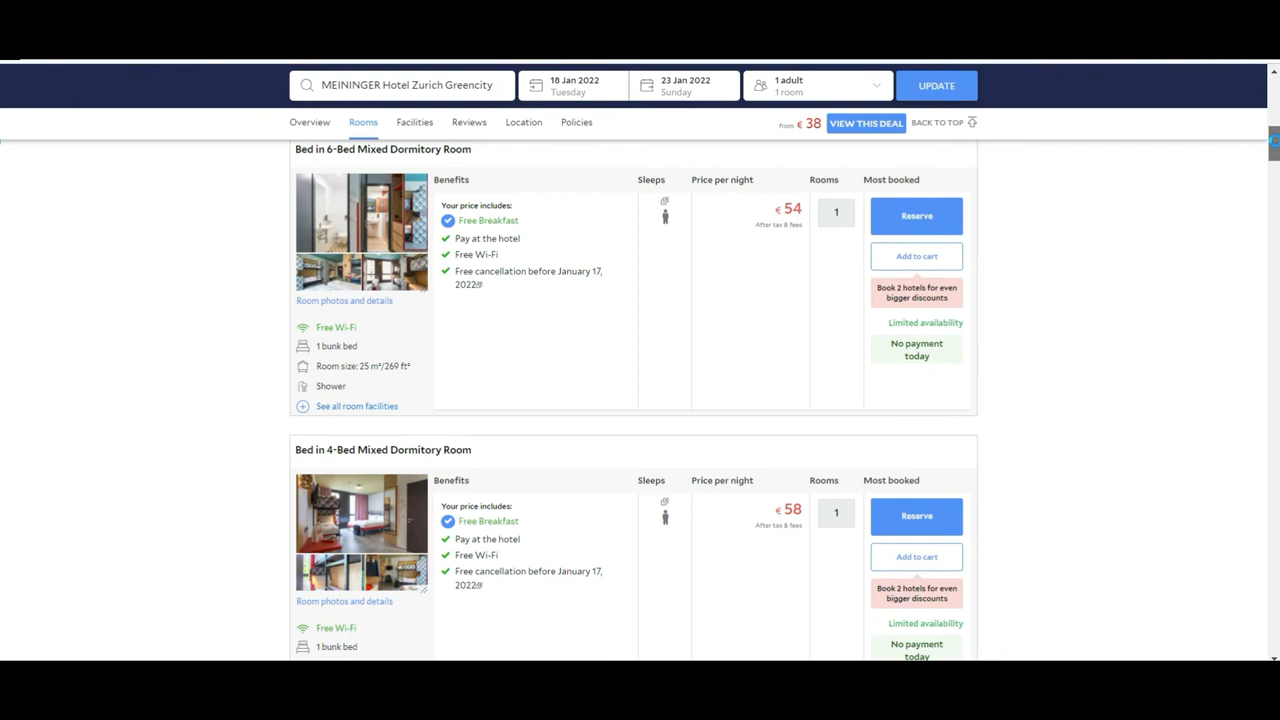 MEININGER Hotel Zurich Greencity
18 Jan 2022
Tuesday
23 Jan 2022
Sunday
1 adult
1 room
UPDATE
Overview
Rooms
Facilities
Reviews
Location
Policies
from € 38
VIEW THIS DEAL
BACK TO TOP
Bed in 6-Bed Mixed Dormitory Room
Benefits
Sleeps
Price per night
Rooms
Most booked
Your price includes:
Free Breakfast
Pay at the hotel
Free Wi-Fi
Free cancellation before January 17,
2022
€ 54
After tax & fees
1
Reserve
Add to cart
Book 2 hotels for even
bigger discounts
Limited availability
No payment
today
Room photos and details
Free Wi-Fi
1 bunk bed
Room size: 25 m²/269 ft²
Shower
See all room facilities
Bed in 4-Bed Mixed Dormitory Room
Benefits
Sleeps
Price per night
Rooms
Most booked
Your price includes:
Free Breakfast
Pay at the hotel
Free Wi-Fi
Free cancellation before January 17,
2022
€ 58
After tax & fees
1
Reserve
Add to cart
Book 2 hotels for even
bigger discounts
Limited availability
No payment
today
Room photos and details
Free Wi-Fi
1 bunk bed